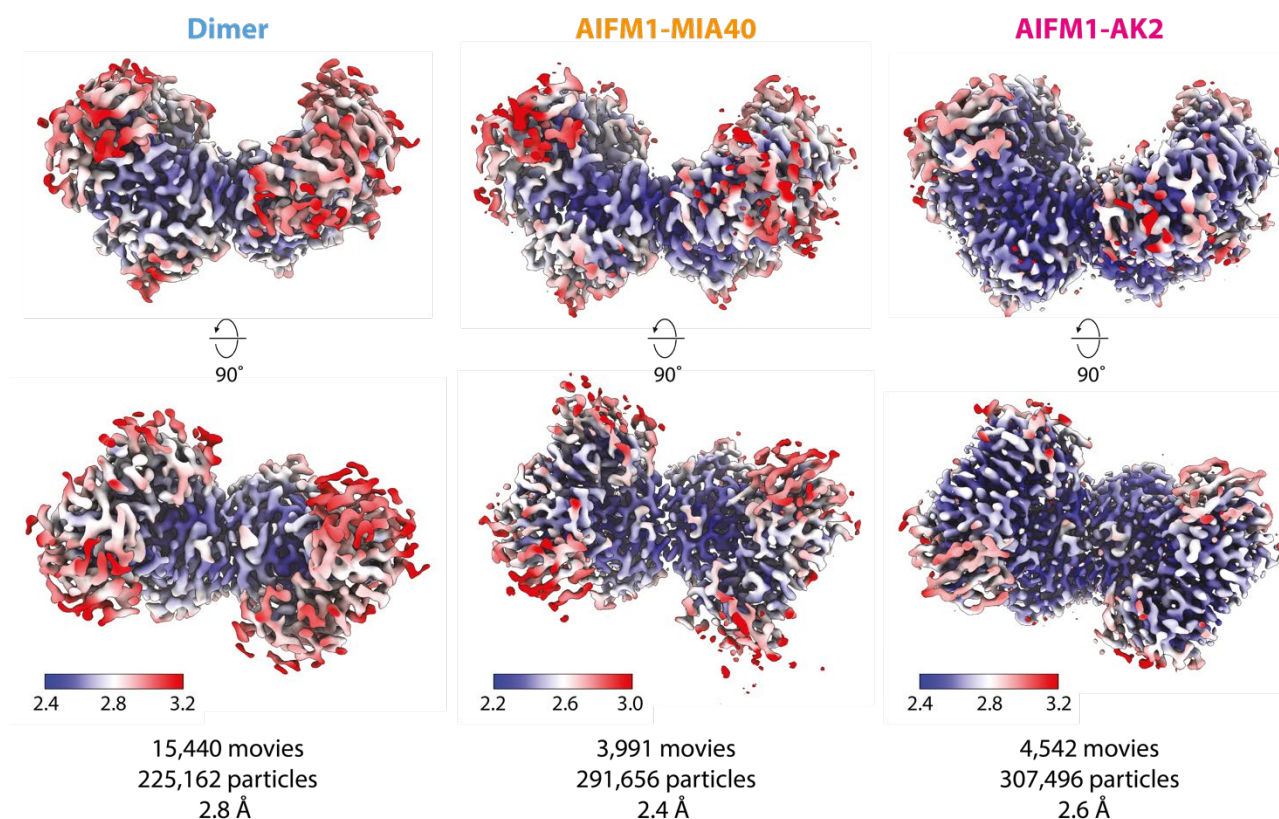 Dimer
AIFM1-MIA40
AIFM1-AK2
90°
90°
90°
2.4 2.8 3.2
2.2 2.6 3.0
2.4 2.8 3.2
15,440 movies
225,162 particles
2.8 Å
3,991 movies
291,656 particles
2.4 Å
4,542 movies
307,496 particles
2.6 Å